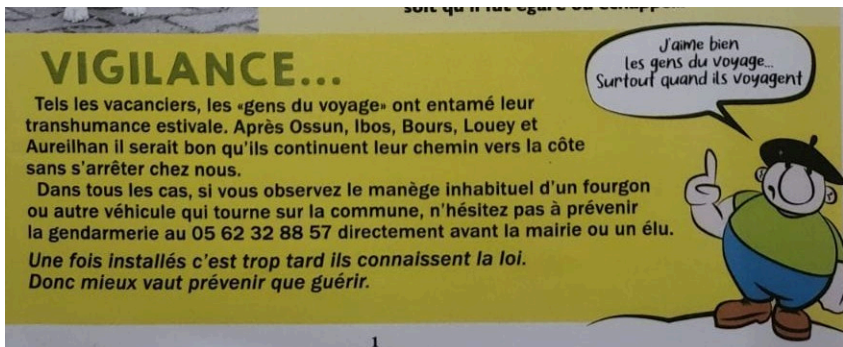 VIGILANCE...
J'aime bien
les gens du voyage...
Surtout quand ils voyagent
Tels les vacanciers, les «gens du voyage» ont entamé leur
transhumance estivale. Après Ossun, Ibos, Bours, Louey et
Aureilhan il serait bon qu'ils continuent leur chemin vers la côte
sans s'arrêter chez nous.
Dans tous les cas, si vous observez le manège inhabituel d'un fourgon
ou autre véhicule qui tourne sur la commune, n'hésitez pas à prévenir
la gendarmerie au 05 62 32 88 57 directement avant la mairie ou un élu.
Une fois installés c'est trop tard ils connaissent la loi.
Donc mieux vaut prévenir que guérir.
1